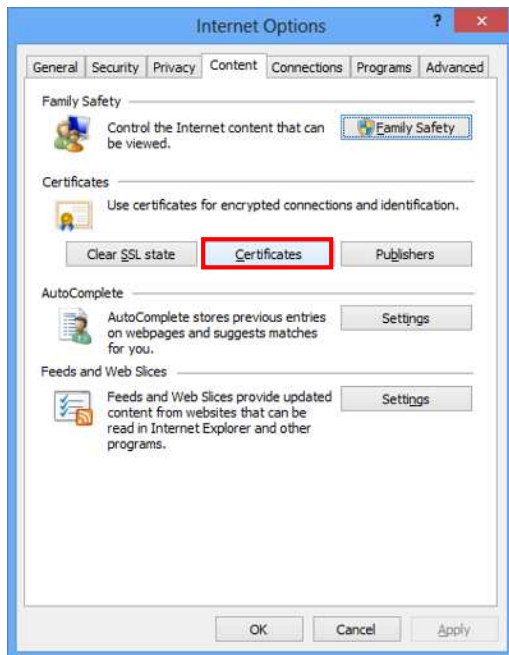 Internet Options
?
×
General Security Privacy Content Connections Programs Advanced
Family Safety
Control the Internet content that can
be viewed.
Family Safety
Certificates
Use certificates for encrypted connections and identification.
Clear SSL state
Certificates
Publishers
AutoComplete
AutoComplete stores previous entries
on webpages and suggests matches
for you.
Settings
Feeds and Web Slices
Feeds and Web Slices provide updated
content from websites that can be
read in Internet Explorer and other
programs.
Settings
OK
Cancel
Apply